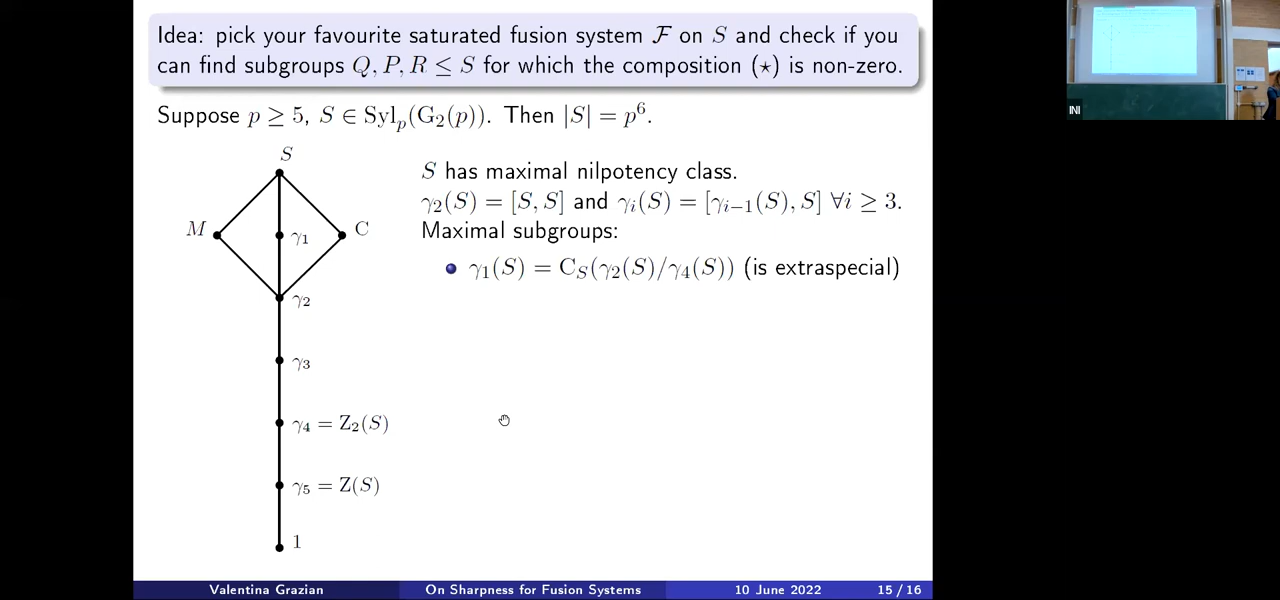 Idea: pick your favourite saturated fusion system ℱ on S and check if you
can find subgroups Q, P, R ≤ S for which the composition (⋆) is non-zero.
Suppose p ≥ 5, S ∈ Syl_p(G₂(p)). Then |S| = p⁶.
S
S has maximal nilpotency class.
γ₂(S) = [S, S] and γᵢ(S) = [γᵢ₋₁(S), S] ∀i ≥ 3.
Maximal subgroups:
M
γ₁
C
• γ₁(S) = C_S(γ₂(S)/γ₄(S)) (is extraspecial)
γ₂
γ₃
γ₄ = Z₂(S)
γ₅ = Z(S)
1
Valentina Grazian On Sharpness for Fusion Systems 10 June 2022 15 / 16
INI